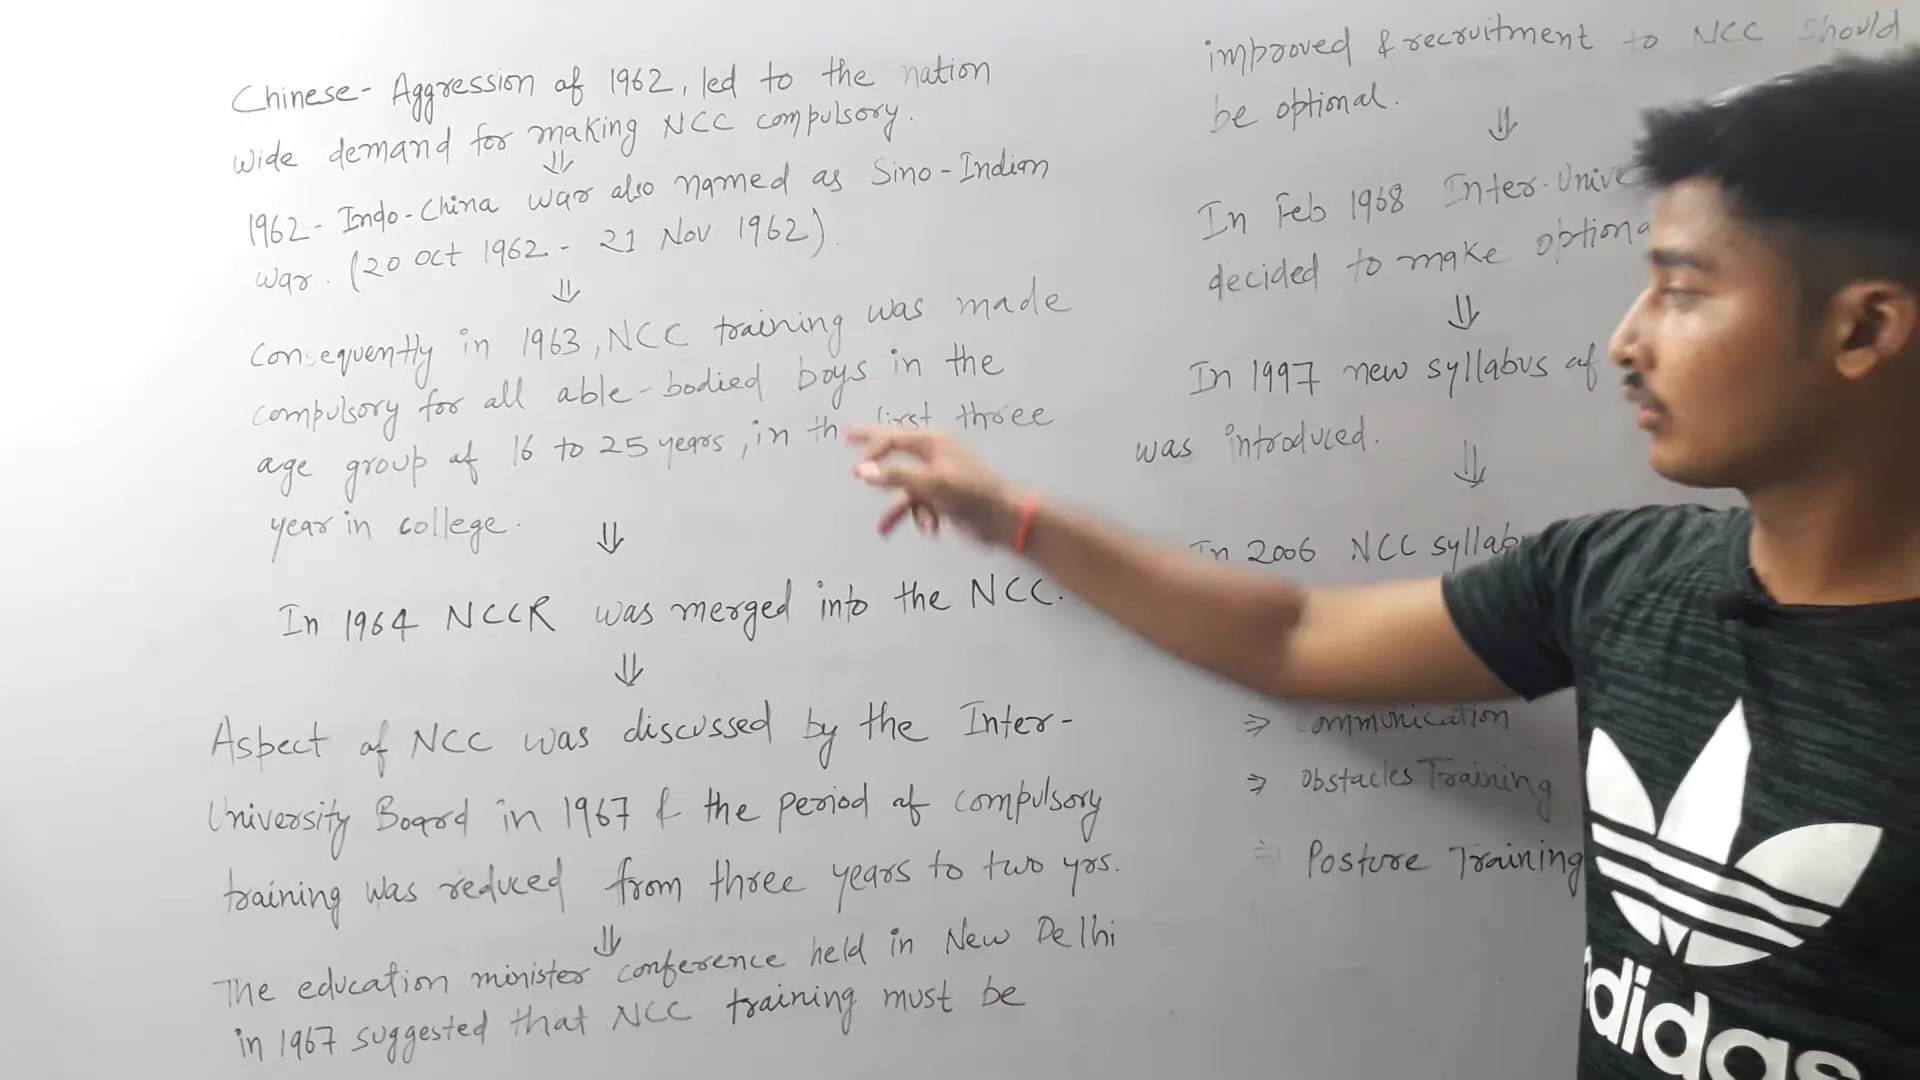 Chinese- Aggression of 1962, led to the nation
wide demand for making NCC compulsory.
⇓
1962- Indo-China war also named as Sino-Indian
war. (20 Oct 1962 - 21 Nov 1962)
⇓
Consequently in 1963, NCC training was made
compulsory for all able-bodied boys in the
age group of 16 to 25 years, in first three
year in college.
⇓
In 1964 NCCR was merged into the NCC.
⇓
Aspect of NCC was discussed by the Inter-
University Board in 1967 & the period of compulsory
training was reduced from three years to two yrs.
⇓
The education minister conference held in New Delhi
in 1967 suggested that NCC training must be
improved & recruitment to NCC should
be optional.
⇓
In Feb 1968 Inter-
decided to make
⇓
In 1997 new syllabus of
was introduced.
⇓
In 2006 NCC
⇒ Communication
⇒ Obstacles Training
⇒ Posture Training
adidas